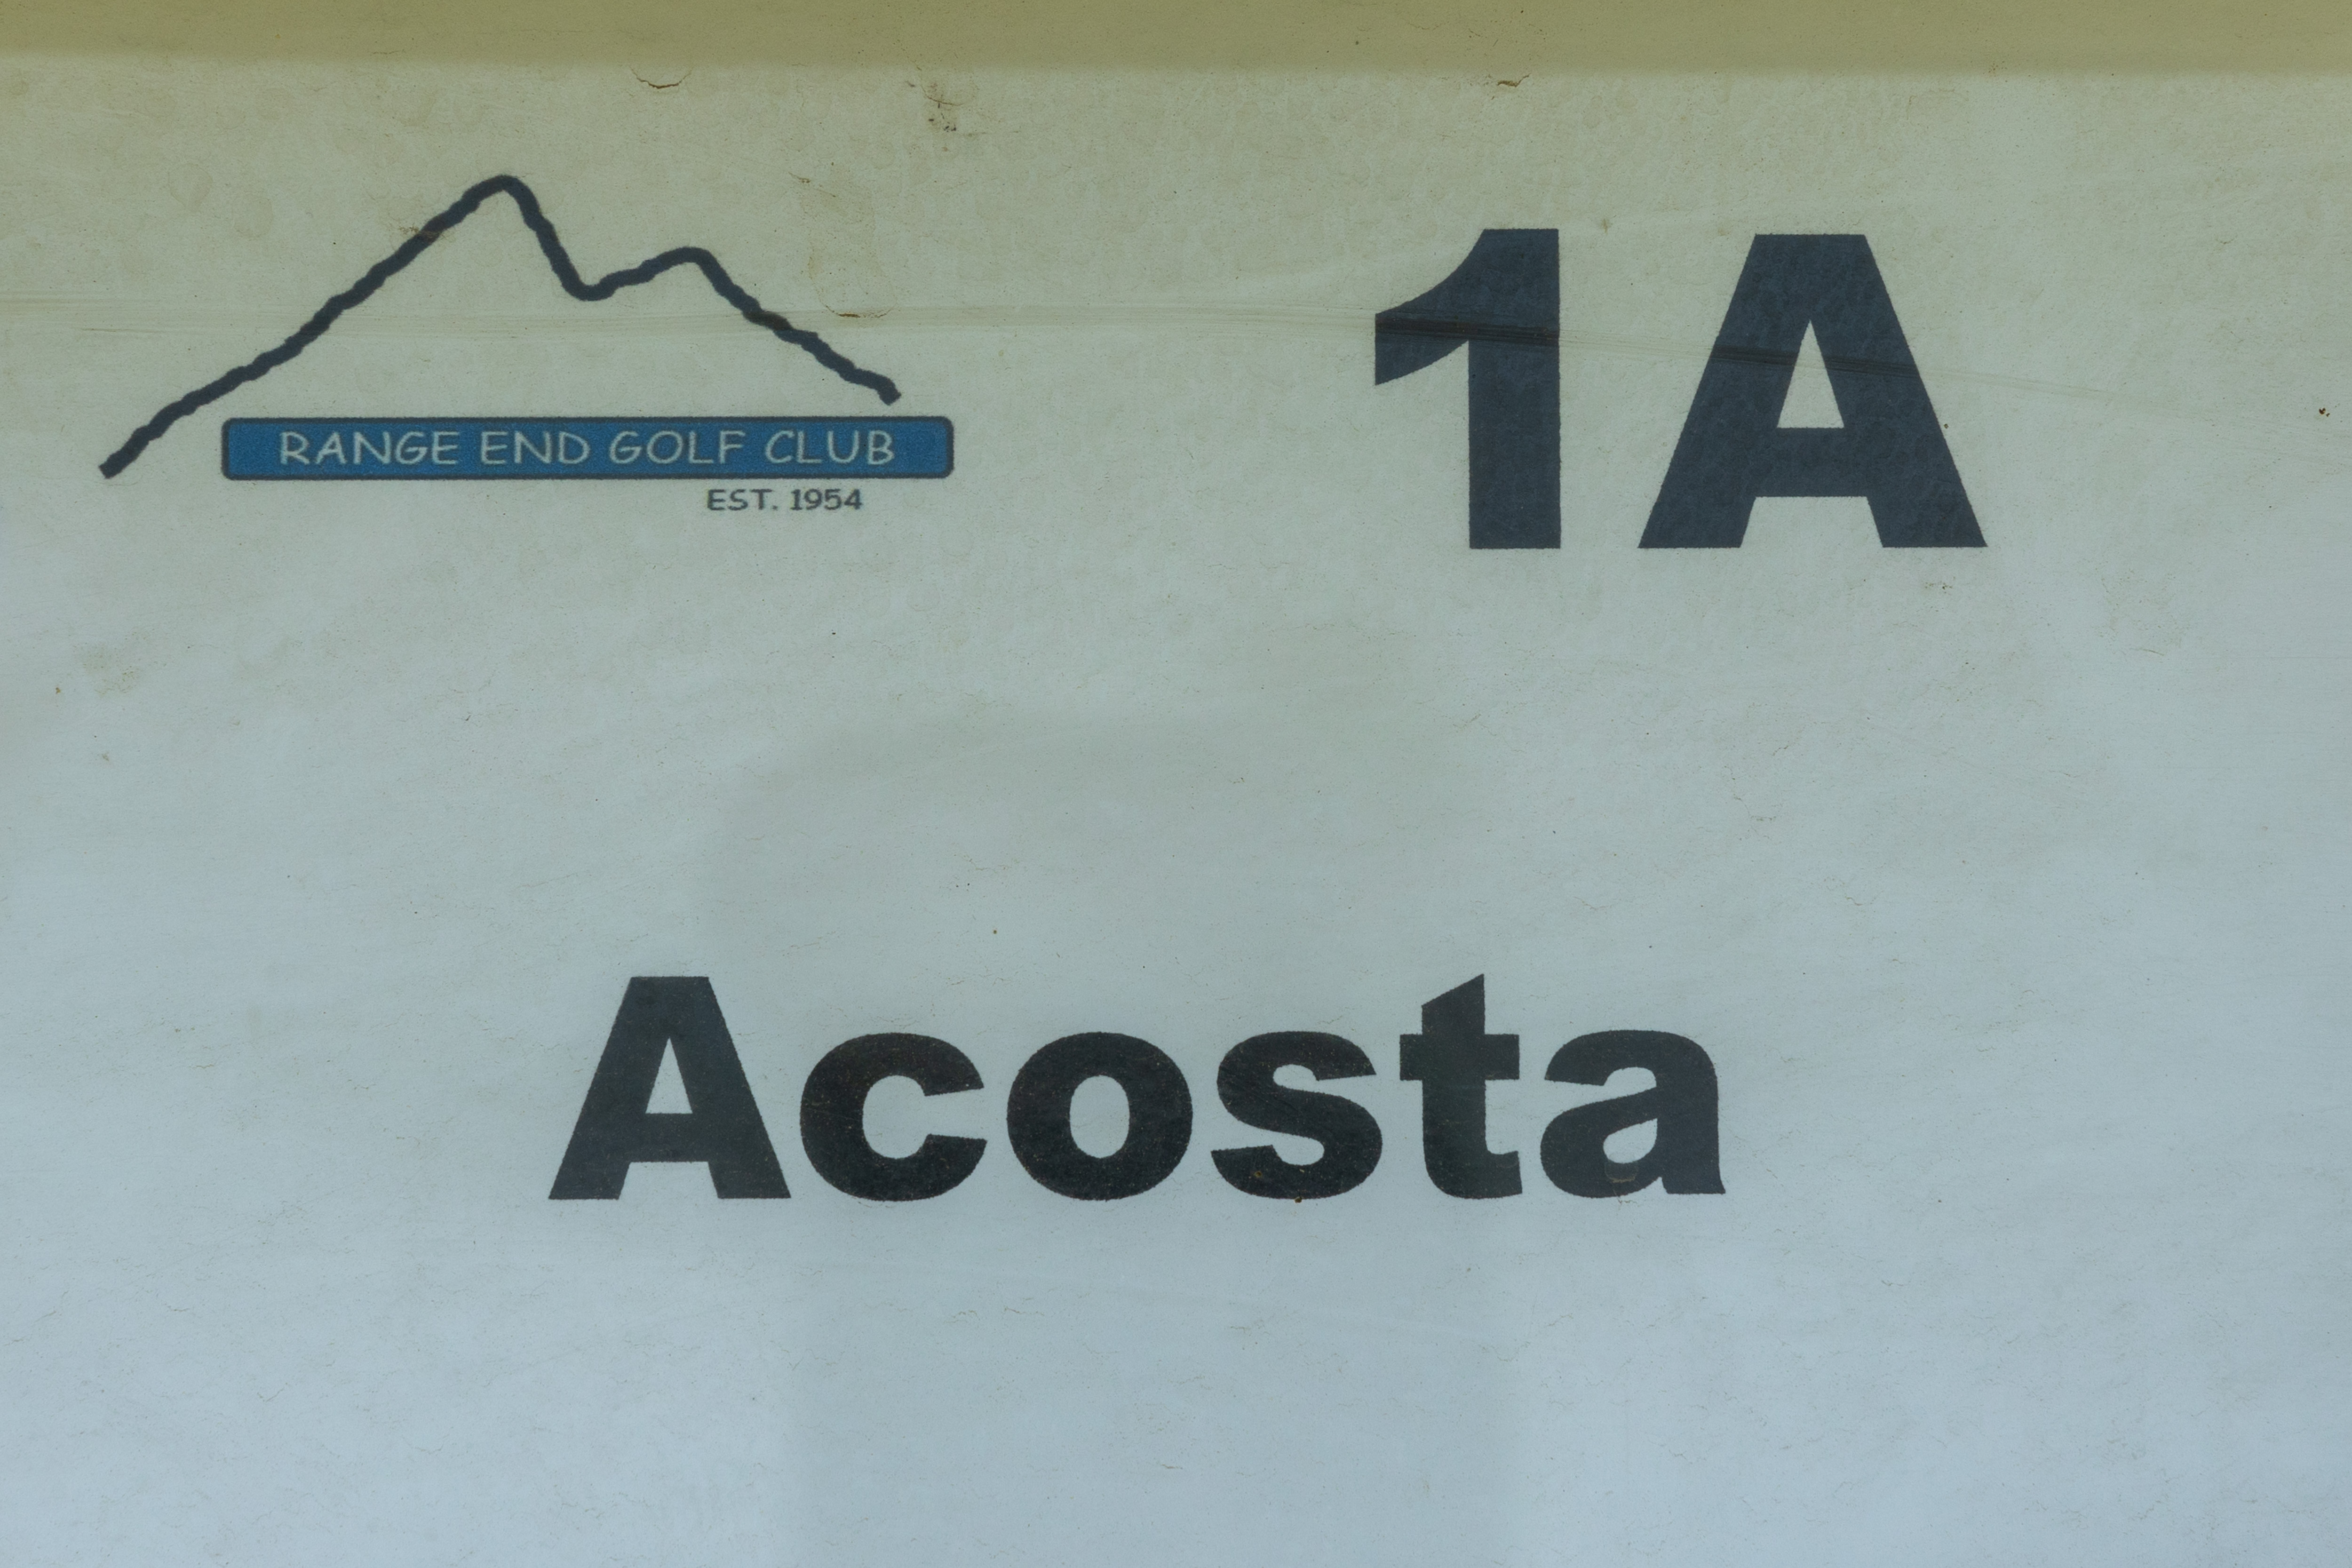 RANGE END GOLF CLUB
EST. 1954
1A
Acosta